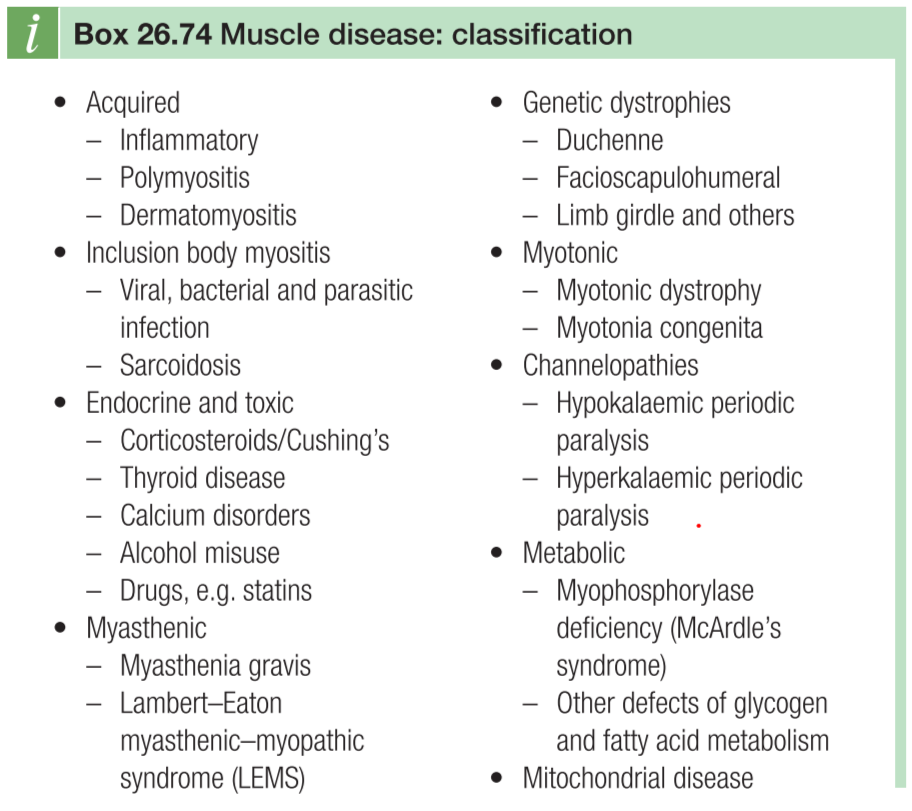 i Box 26.74 Muscle disease: classification
• Acquired
– Inflammatory
– Polymyositis
– Dermatomyositis
• Inclusion body myositis
– Viral, bacterial and parasitic
infection
– Sarcoidosis
• Endocrine and toxic
– Corticosteroids/Cushing’s
– Thyroid disease
– Calcium disorders
– Alcohol misuse
– Drugs, e.g. statins
• Myasthenic
– Myasthenia gravis
– Lambert–Eaton
myasthenic–myopathic
syndrome (LEMS)
• Genetic dystrophies
– Duchenne
– Facioscapulohumeral
– Limb girdle and others
• Myotonic
– Myotonic dystrophy
– Myotonia congenita
• Channelopathies
– Hypokalaemic periodic
paralysis
– Hyperkalaemic periodic
paralysis
• Metabolic
– Myophosphorylase
deficiency (McArdle’s
syndrome)
– Other defects of glycogen
and fatty acid metabolism
• Mitochondrial disease